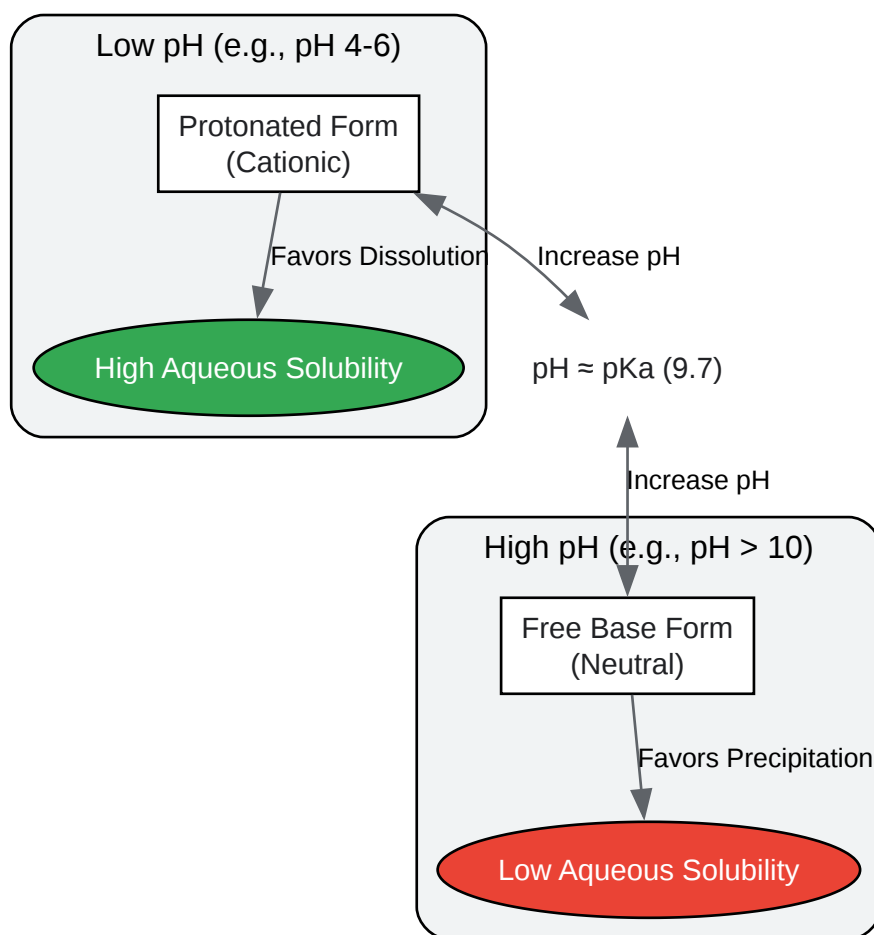 Low pH (e.g., pH 4-6)
Protonated Form
(Cationic)
Favors Dissolution
Increase pH
High Aqueous Solubility
pH ≈ pKa (9.7)
Increase pH
High pH (e.g., pH > 10)
Free Base Form
(Neutral)
Favors Precipitation
Low Aqueous Solubility